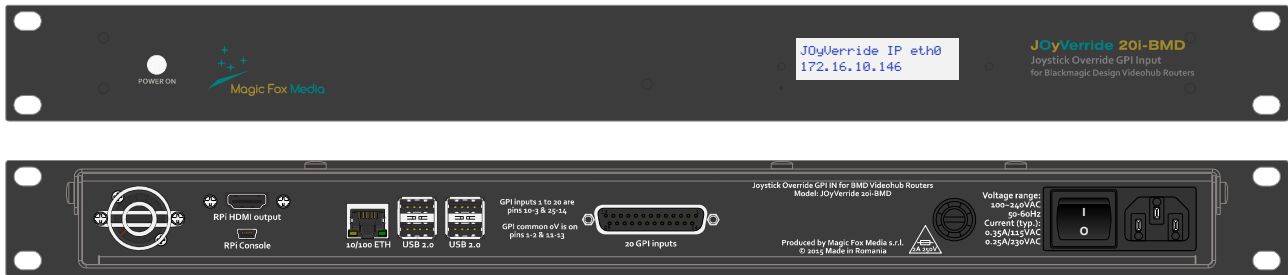 POWER ON
Magic Fox Media
JOyVerride IP eth0
172.16.10.146
JOyVerride 20i-BMD
Joystick Override GPI Input
for Blackmagic Design Videohub Routers
RPi HDMI output
RPi Console
10/100 ETH
USB 2.0
USB 2.0
GPI inputs 1 to 20 are
pins 10-3 & 25-14
GPI common 0V is on
pins 1-2 & 11-13
20 GPI inputs
Joystick Override GPI IN for BMD Videohub Routers
Model: JOyVerride 20i-BMD
Produced by Magic Fox Media s.r.l.
© 2015 Made in Romania
2A 250V
Voltage range:
100~240VAC
50-60Hz
Current (typ.):
0.35A/115VAC
0.25A/230VAC
I
O